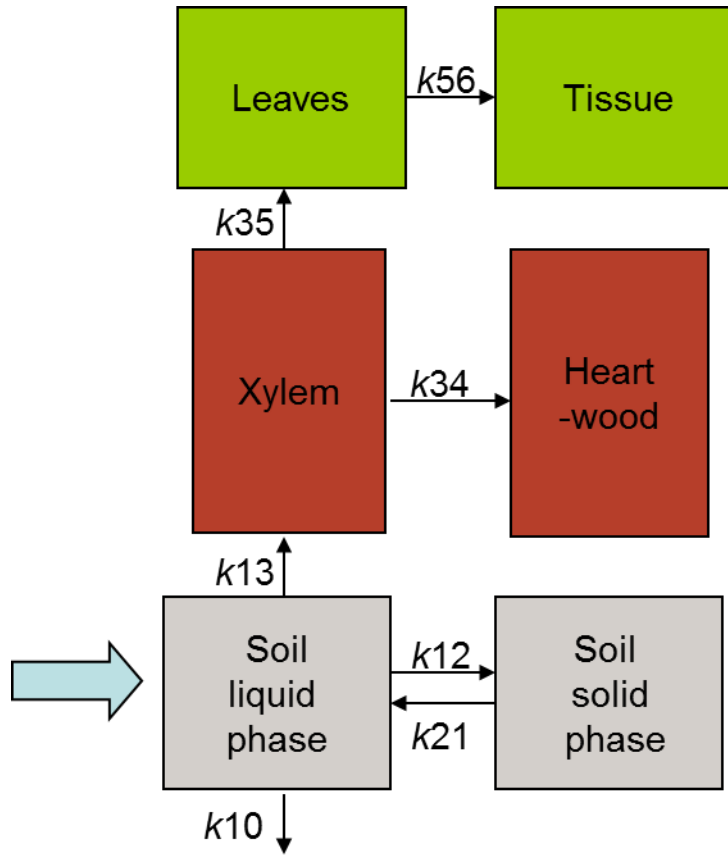 Leaves
k56
Tissue
k35
Xylem
k34
Heart
-wood
k13
Soil
liquid
phase
k12
k21
Soil
solid
phase
k10